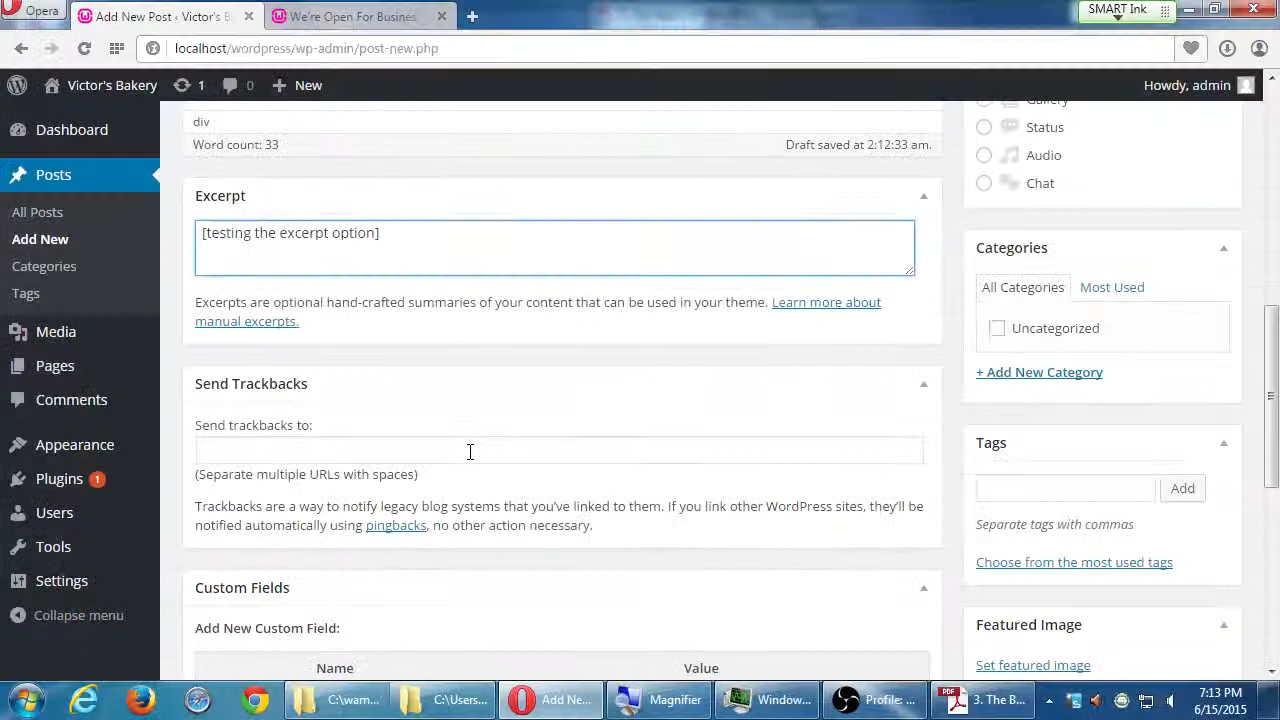 Opera
Add New Post ‹ Victor's B
We're Open For Busines
SMART Ink
localhost/wordpress/wp-admin/post-new.php
Victor's Bakery
1
0
New
Howdy, admin
Dashboard
Posts
All Posts
Add New
Categories
Tags
Media
Pages
Comments
Appearance
Plugins 1
Users
Tools
Settings
Collapse menu
div
Word count: 33
Draft saved at 2:12:33 am.
Excerpt
[testing the excerpt option]
Excerpts are optional hand-crafted summaries of your content that can be used in your theme. Learn more about
manual excerpts.
Send Trackbacks
Send trackbacks to:
(Separate multiple URLs with spaces)
Trackbacks are a way to notify legacy blog systems that you've linked to them. If you link other WordPress sites, they'll be
notified automatically using pingbacks, no other action necessary.
Custom Fields
Add New Custom Field:
Name
Value
Gallery
Status
Audio
Chat
Categories
All Categories
Most Used
Uncategorized
+ Add New Category
Tags
Add
Separate tags with commas
Choose from the most used tags
Featured Image
Set featured image
C:\wam...
C:\Users...
Add Ne...
Magnifier
Window...
Profile: ...
PDF
3. The B...
7:13 PM
6/15/2015